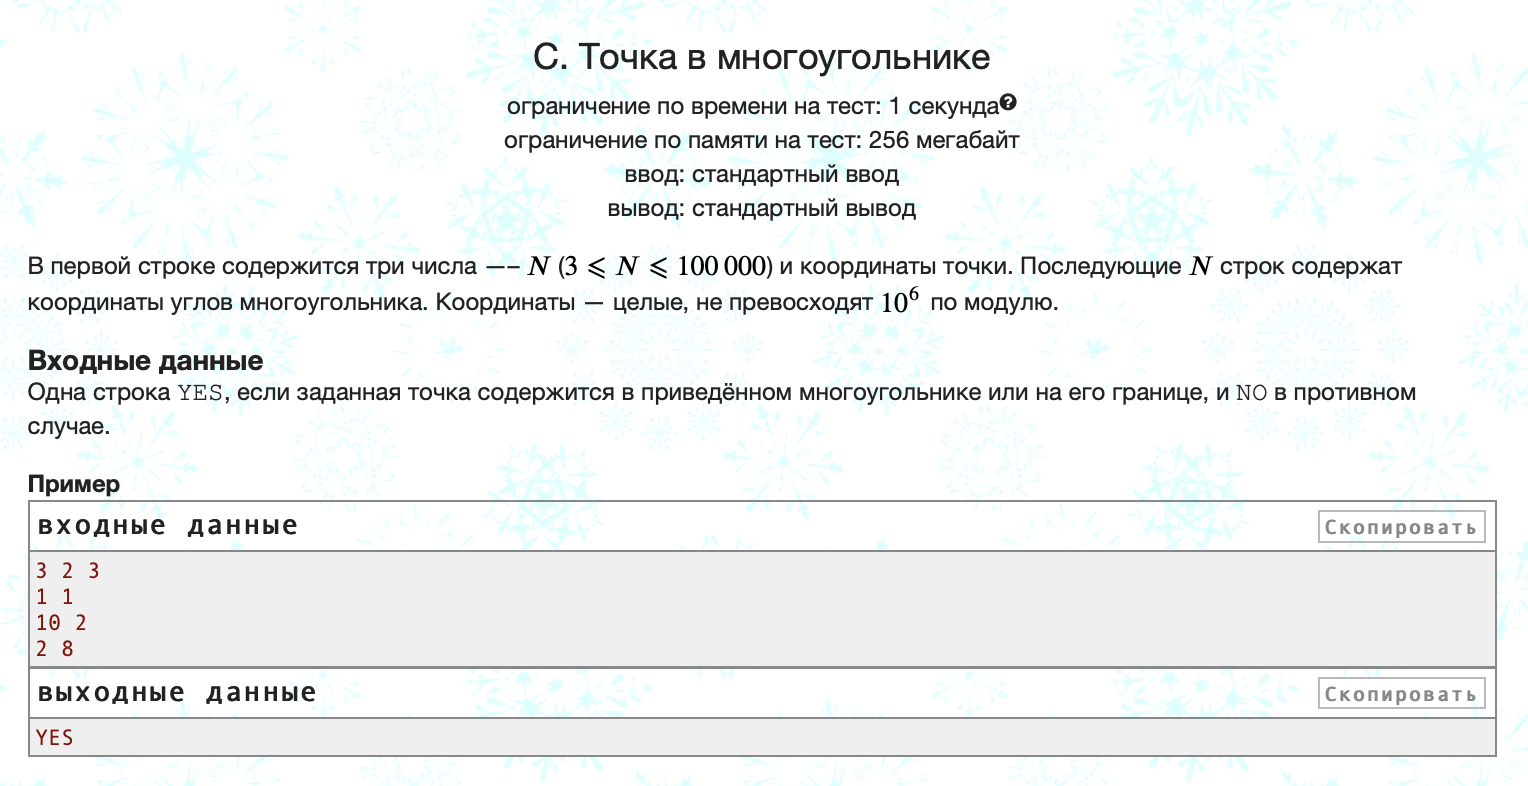 C. Точка в многоугольнике
ограничение по времени на тест: 1 секунда?
ограничение по памяти на тест: 256 мегабайт
ввод: стандартный ввод
вывод: стандартный вывод
В первой строке содержится три числа —– N (3 ⩽ N ⩽ 100 000) и координаты точки. Последующие N строк содержат
координаты углов многоугольника. Координаты — целые, не превосходят 10⁶ по модулю.
Входные данные
Одна строка YES, если заданная точка содержится в приведённом многоугольнике или на его границе, и NO в противном
случае.
Пример
входные данные
Скопировать
3 2 3
1 1
10 2
2 8
выходные данные
Скопировать
YES